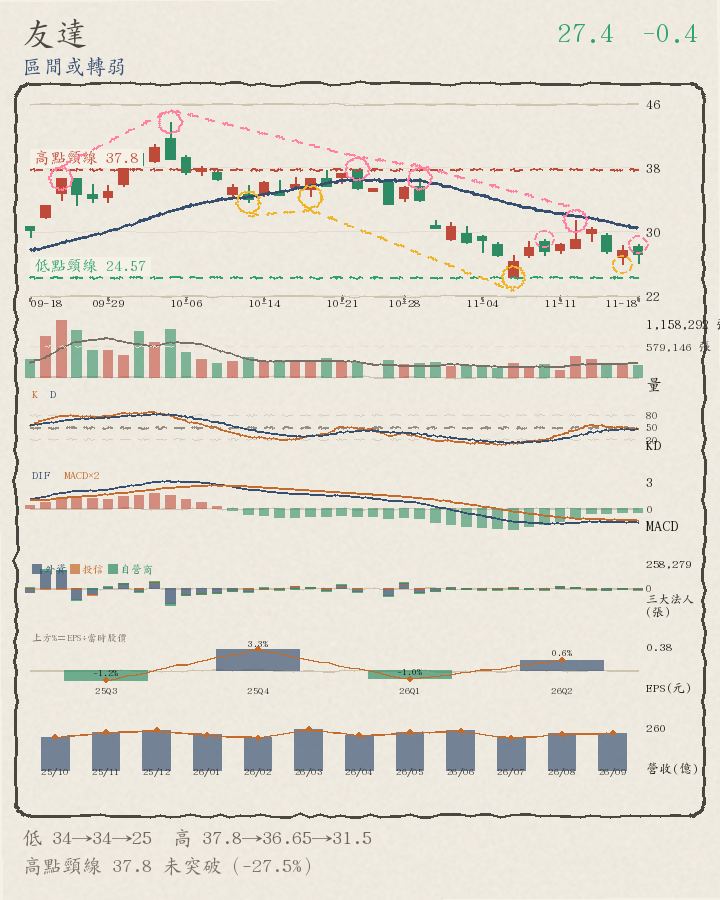 友達
27.4 -0.4
區間或轉弱
46
高點頸線 37.8
38
30
低點頸線 24.57
22
09-18 09-29 10-06 10-14 10-21 10-28 11-04 11-11 11-18
1,158,292 張
579,146 張
量
K D
80
50
20
KD
DIF MACD×2
3
0
MACD
外資 投信 自營商
258,279
0
三大法人
(張)
上方%=EPS÷當時股價
-1.2% 3.3% -1.0% 0.6%
0.38
25Q3 25Q4 26Q1 26Q2
EPS(元)
260
25/10 25/11 25/12 26/01 26/02 26/03 26/04 26/05 26/06 26/07 26/08 26/09
營收(億)
低 34→34→25 高 37.8→36.65→31.5
高點頸線 37.8 未突破 (-27.5%)